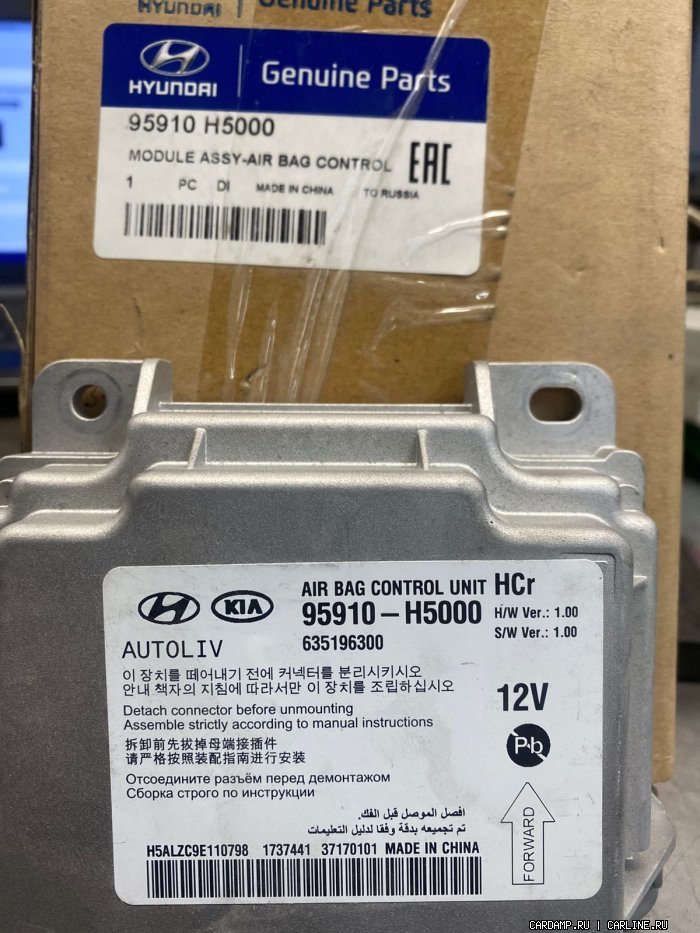 HYUNDAI
Genuine Parts
HYUNDAI
Genuine Parts
95910 H5000
MODULE ASSY-AIR BAG CONTROL
EAC
1 PC DI MADE IN CHINA TO RUSSIA
KIA
AIR BAG CONTROL UNIT HCr
95910-H5000
H/W Ver.: 1.00
S/W Ver.: 1.00
635196300
AUTOLIV
이 장치를 떼어내기 전에 커넥터를 분리시키시오
안내 책자의 지침에 따라서만 이 장치를 조립하십시오
Detach connector before unmounting
Assemble strictly according to manual instructions
12V
Pb
拆卸前先拔掉母端接插件
请严格按照装配指南进行安装
Отсоедините разъём перед демонтажом
Сборка строго по инструкции
افصل الموصل قبل الفك.
تم تجميعه بدقة وفقا لدليل التعليمات
FORWARD
H5ALZC9E110798 1737441 37170101 MADE IN CHINA
CARDAMP.RU | CARLINE.RU